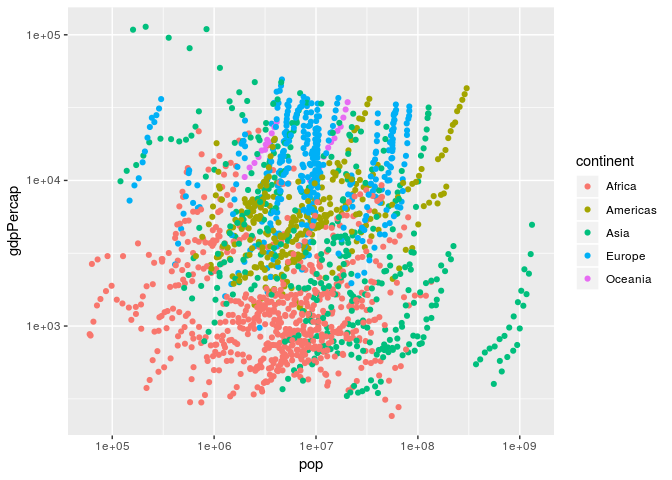 1e+05
1e+04
1e+03
gdpPercap
1e+05 1e+06 1e+07 1e+08 1e+09
pop
continent
Africa
Americas
Asia
Europe
Oceania